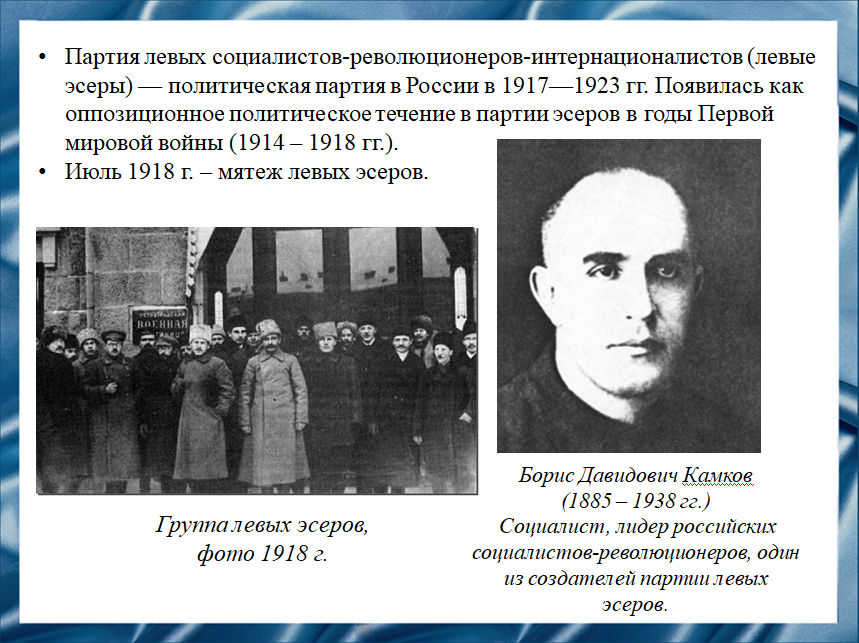 • Партия левых социалистов-революционеров-интернационалистов (левые
эсеры) — политическая партия в России в 1917—1923 гг. Появилась как
оппозиционное политическое течение в партии эсеров в годы Первой
мировой войны (1914 – 1918 гг.).
• Июль 1918 г. – мятеж левых эсеров.
ВОЕННАЯ
Группа левых эсеров,
фото 1918 г.
Борис Давидович Камков
(1885 – 1938 гг.)
Социалист, лидер российских
социалистов-революционеров, один
из создателей партии левых
эсеров.